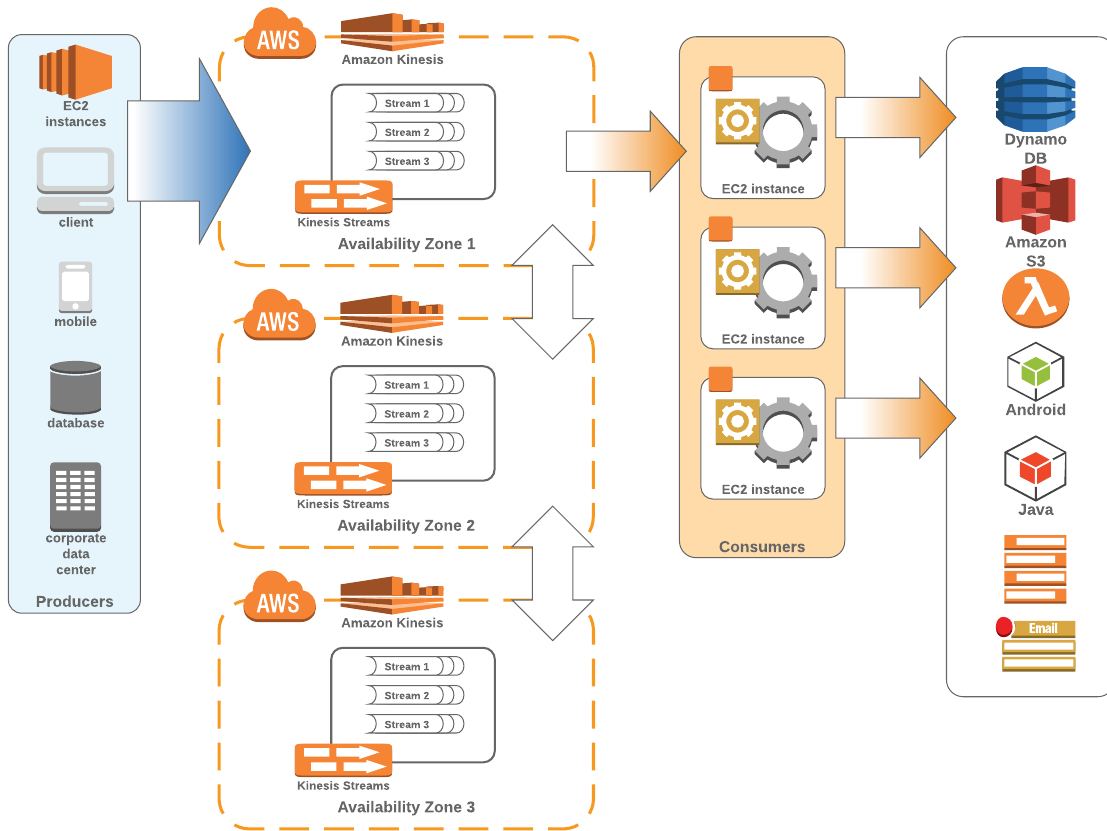 EC2
instances
client
mobile
database
corporate
data
center
Producers
AWS
Amazon Kinesis
Stream 1
Stream 2
Stream 3
Kinesis Streams
Availability Zone 1
AWS
Amazon Kinesis
Stream 1
Stream 2
Stream 3
Kinesis Streams
Availability Zone 2
AWS
Amazon Kinesis
Stream 1
Stream 2
Stream 3
Kinesis Streams
Availability Zone 3
EC2 instance
EC2 instance
EC2 instance
Consumers
Dynamo
DB
Amazon
S3
Android
Java
Email